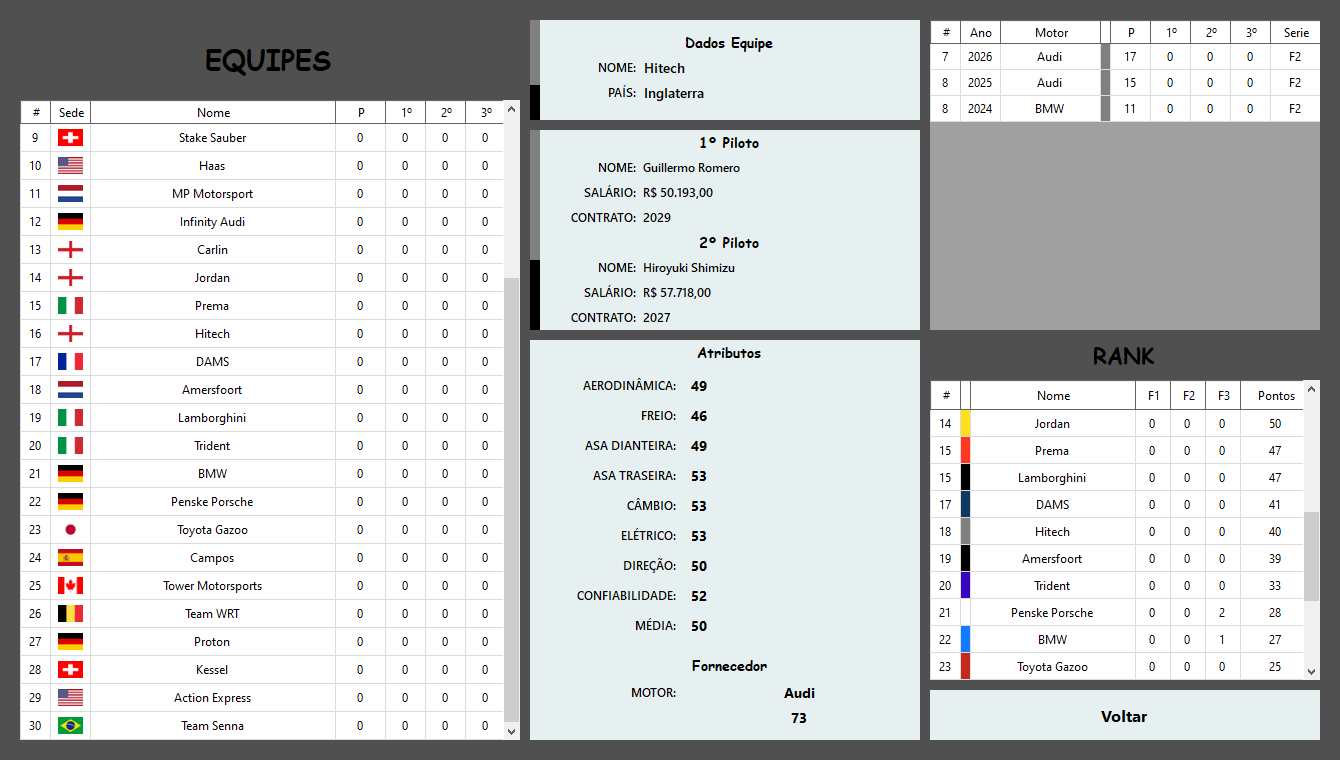 EQUIPES
# Sede Nome P 1º 2º 3º
9 Stake Sauber 0 0 0 0
10 Haas 0 0 0 0
11 MP Motorsport 0 0 0 0
12 Infinity Audi 0 0 0 0
13 Carlin 0 0 0 0
14 Jordan 0 0 0 0
15 Prema 0 0 0 0
16 Hitech 0 0 0 0
17 DAMS 0 0 0 0
18 Amersfoort 0 0 0 0
19 Lamborghini 0 0 0 0
20 Trident 0 0 0 0
21 BMW 0 0 0 0
22 Penske Porsche 0 0 0 0
23 Toyota Gazoo 0 0 0 0
24 Campos 0 0 0 0
25 Tower Motorsports 0 0 0 0
26 Team WRT 0 0 0 0
27 Proton 0 0 0 0
28 Kessel 0 0 0 0
29 Action Express 0 0 0 0
30 Team Senna 0 0 0 0
Dados Equipe
NOME: Hitech
PAÍS: Inglaterra
1º Piloto
NOME: Guillermo Romero
SALÁRIO: R$ 50.193,00
CONTRATO: 2029
2º Piloto
NOME: Hiroyuki Shimizu
SALÁRIO: R$ 57.718,00
CONTRATO: 2027
Atributos
AERODINÂMICA: 49
FREIO: 46
ASA DIANTEIRA: 49
ASA TRASEIRA: 53
CÂMBIO: 53
ELÉTRICO: 53
DIREÇÃO: 50
CONFIABILIDADE: 52
MÉDIA: 50
Fornecedor
MOTOR: Audi
73
# Ano Motor P 1º 2º 3º Serie
7 2026 Audi 17 0 0 0 F2
8 2025 Audi 15 0 0 0 F2
8 2024 BMW 11 0 0 0 F2
RANK
# Nome F1 F2 F3 Pontos
14 Jordan 0 0 0 50
15 Prema 0 0 0 47
15 Lamborghini 0 0 0 47
17 DAMS 0 0 0 41
18 Hitech 0 0 0 40
19 Amersfoort 0 0 0 39
20 Trident 0 0 0 33
21 Penske Porsche 0 0 2 28
22 BMW 0 0 1 27
23 Toyota Gazoo 0 0 0 25
Voltar